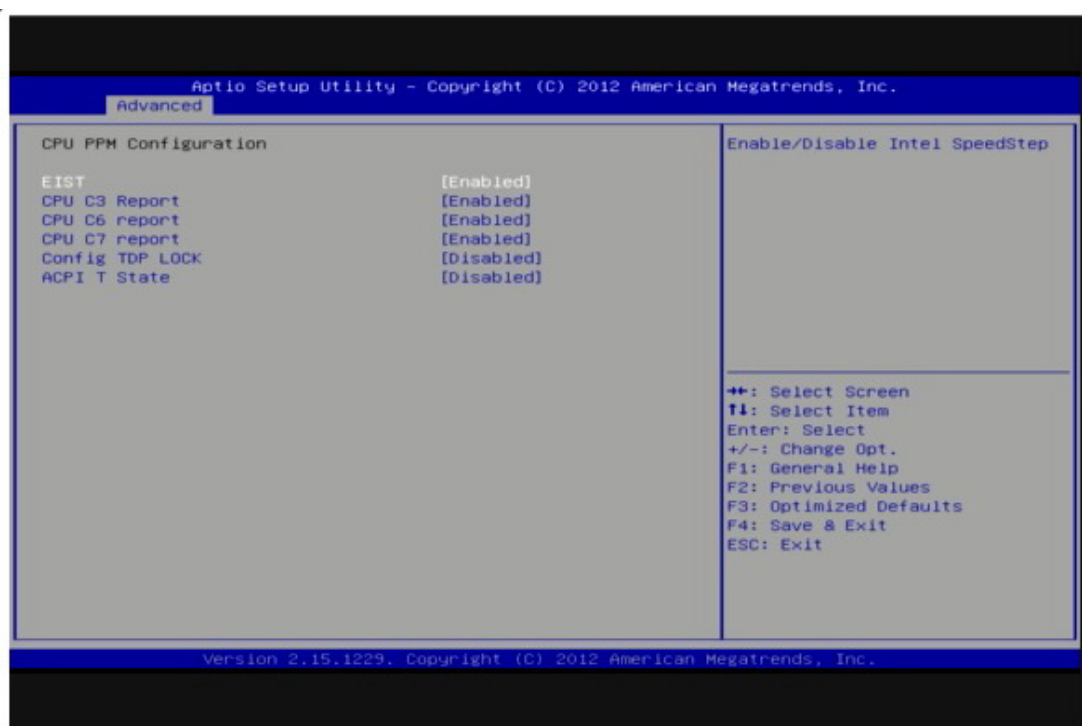 Aptio Setup Utility – Copyright (C) 2012 American Megatrends, Inc.
Advanced
CPU PPM Configuration
EIST [Enabled]
CPU C3 Report [Enabled]
CPU C6 report [Enabled]
CPU C7 report [Enabled]
Config TDP LOCK [Disabled]
ACPI T State [Disabled]
Enable/Disable Intel SpeedStep
→←: Select Screen
↑↓: Select Item
Enter: Select
+/-: Change Opt.
F1: General Help
F2: Previous Values
F3: Optimized Defaults
F4: Save & Exit
ESC: Exit
Version 2.15.1229. Copyright (C) 2012 American Megatrends, Inc.